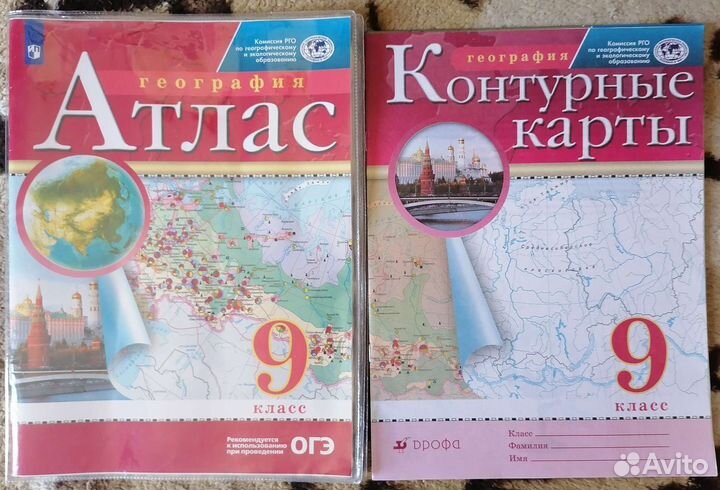 Комиссия РГО
по географическому
и экологическому
образованию
география
Атлас
9
класс
Рекомендуется
к использованию
при проведении
ОГЭ
Комиссия РГО
по географическому
и экологическому
образованию
география
Контурные
карты
9
класс
дрофа
Класс
Фамилия
Имя
Avito